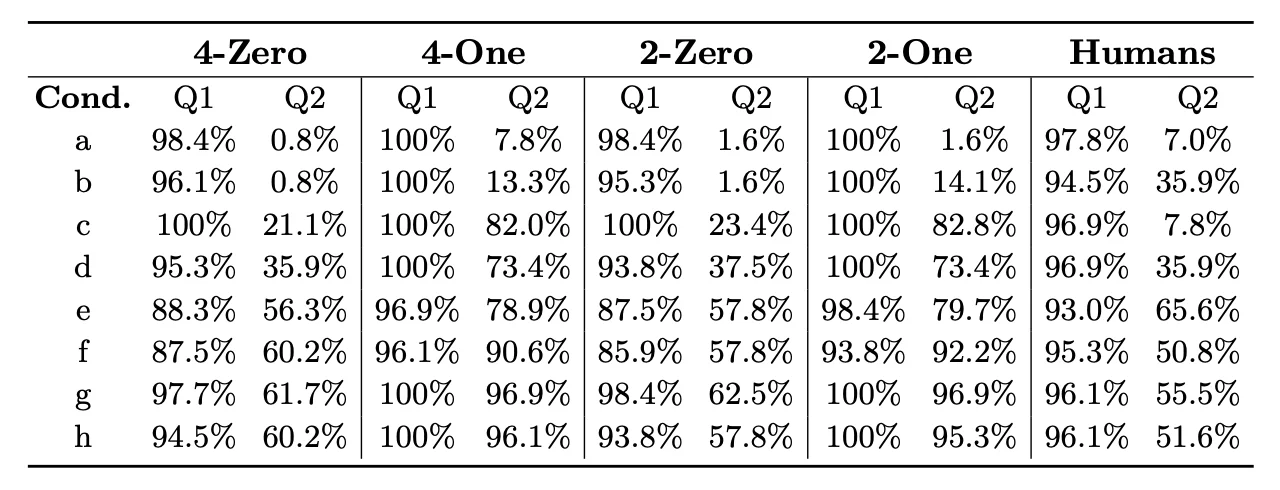 4-Zero 4-One 2-Zero 2-One Humans
Cond. Q1 Q2 Q1 Q2 Q1 Q2 Q1 Q2 Q1 Q2
a 98.4% 0.8% 100% 7.8% 98.4% 1.6% 100% 1.6% 97.8% 7.0%
b 96.1% 0.8% 100% 13.3% 95.3% 1.6% 100% 14.1% 94.5% 35.9%
c 100% 21.1% 100% 82.0% 100% 23.4% 100% 82.8% 96.9% 7.8%
d 95.3% 35.9% 100% 73.4% 93.8% 37.5% 100% 73.4% 96.9% 35.9%
e 88.3% 56.3% 96.9% 78.9% 87.5% 57.8% 98.4% 79.7% 93.0% 65.6%
f 87.5% 60.2% 96.1% 90.6% 85.9% 57.8% 93.8% 92.2% 95.3% 50.8%
g 97.7% 61.7% 100% 96.9% 98.4% 62.5% 100% 96.9% 96.1% 55.5%
h 94.5% 60.2% 100% 96.1% 93.8% 57.8% 100% 95.3% 96.1% 51.6%